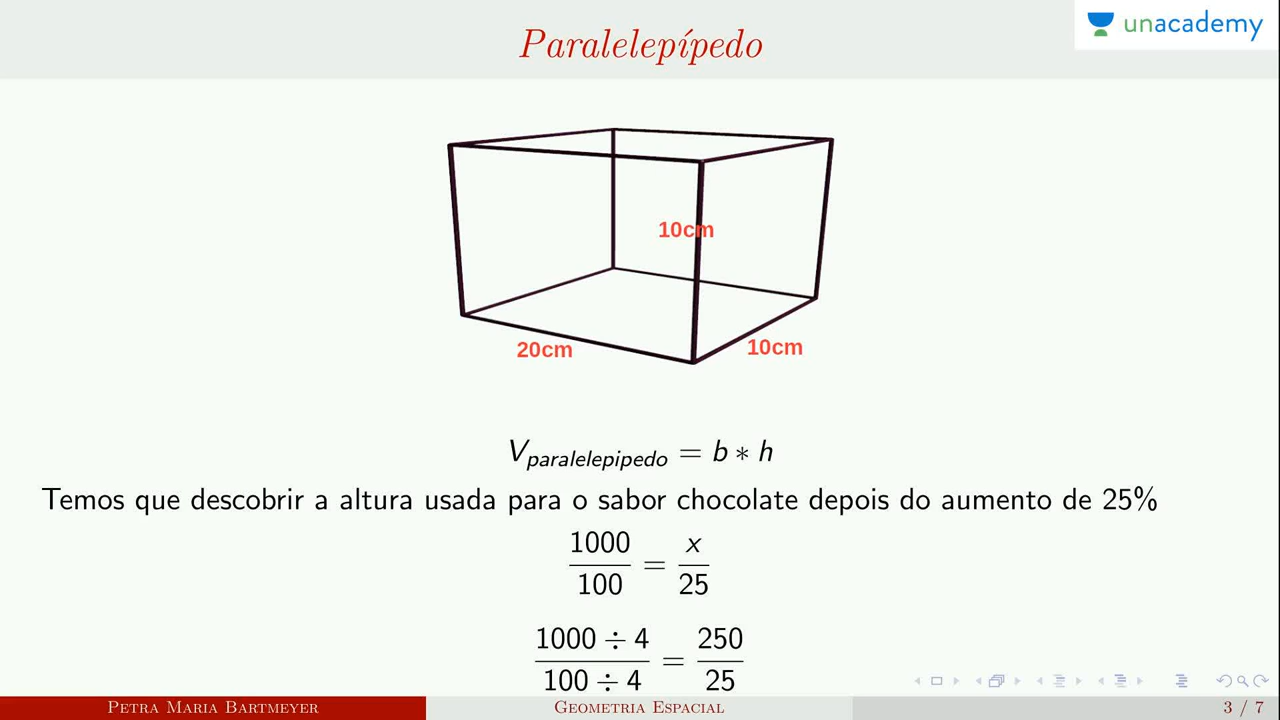 Paralelepípedo
unacademy
10cm
20cm
10cm
V_paralelepipedo = b ∗ h
Temos que descobrir a altura usada para o sabor chocolate depois do aumento de 25%
1000/100 = x/25
1000 ÷ 4/100 ÷ 4 = 250/25
Petra Maria Bartmeyer
Geometria Espacial
3 / 7